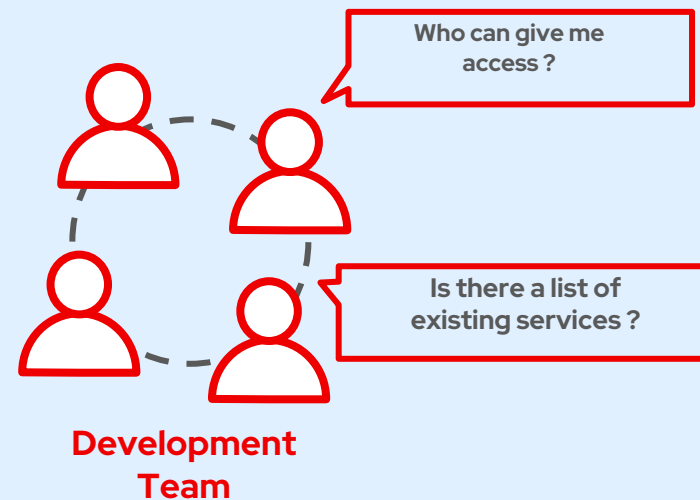 Who can give me
access ?
Is there a list of
existing services ?
Development
Team